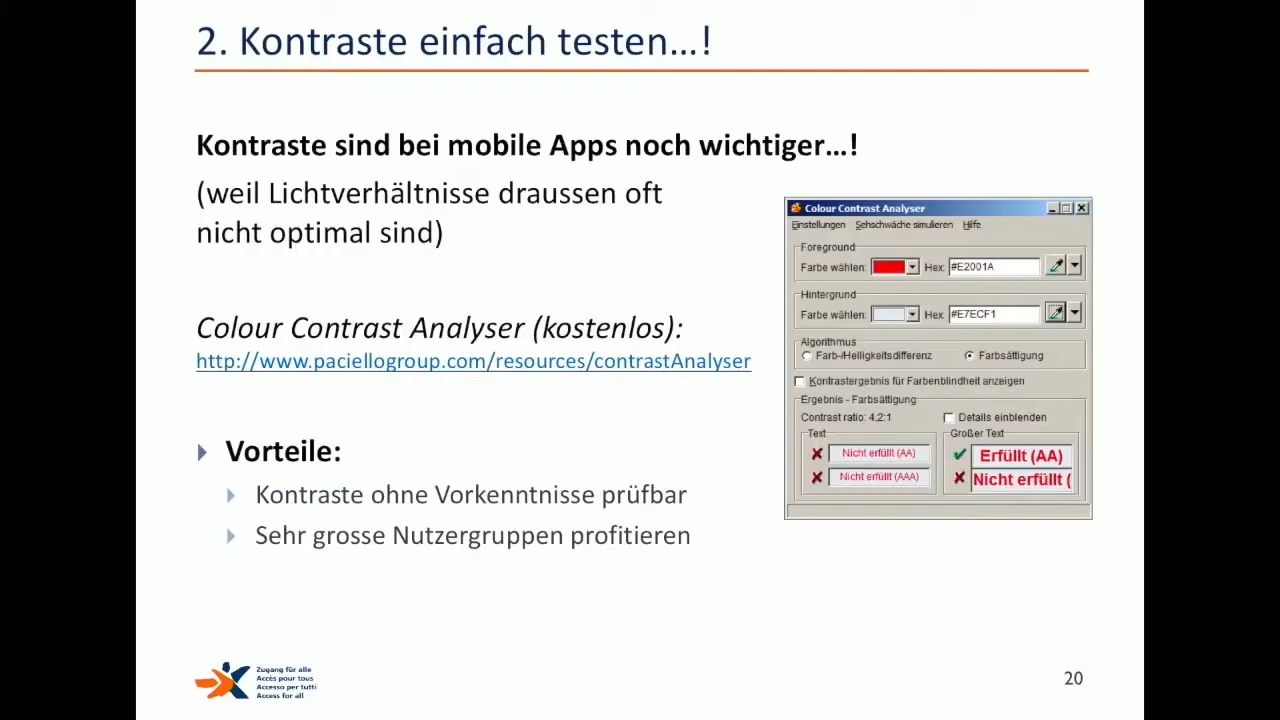 2. Kontraste einfach testen…!
Kontraste sind bei mobile Apps noch wichtiger…!
(weil Lichtverhältnisse draussen oft
nicht optimal sind)
Colour Contrast Analyser (kostenlos):
http://www.paciellogroup.com/resources/contrastAnalyser
Vorteile:
Kontraste ohne Vorkenntnisse prüfbar
Sehr grosse Nutzergruppen profitieren
Colour Contrast Analyser
Einstellungen Sehschwäche simulieren Hilfe
Foreground
Farbe wählen: Hex: #E2001A
Hintergrund
Farbe wählen: Hex: #E7ECF1
Algorithmus
Farb-/Helligkeitsdifferenz Farbsättigung
Kontrastergebnis für Farbenblindheit anzeigen
Ergebnis - Farbsättigung
Contrast ratio: 4,2:1 Details einblenden
Text
Nicht erfüllt (AA)
Nicht erfüllt (AAA)
Großer Text
Erfüllt (AA)
Nicht erfüllt (
Zugang für alle
Accès pour tous
Accesso per tutti
Access for all
20